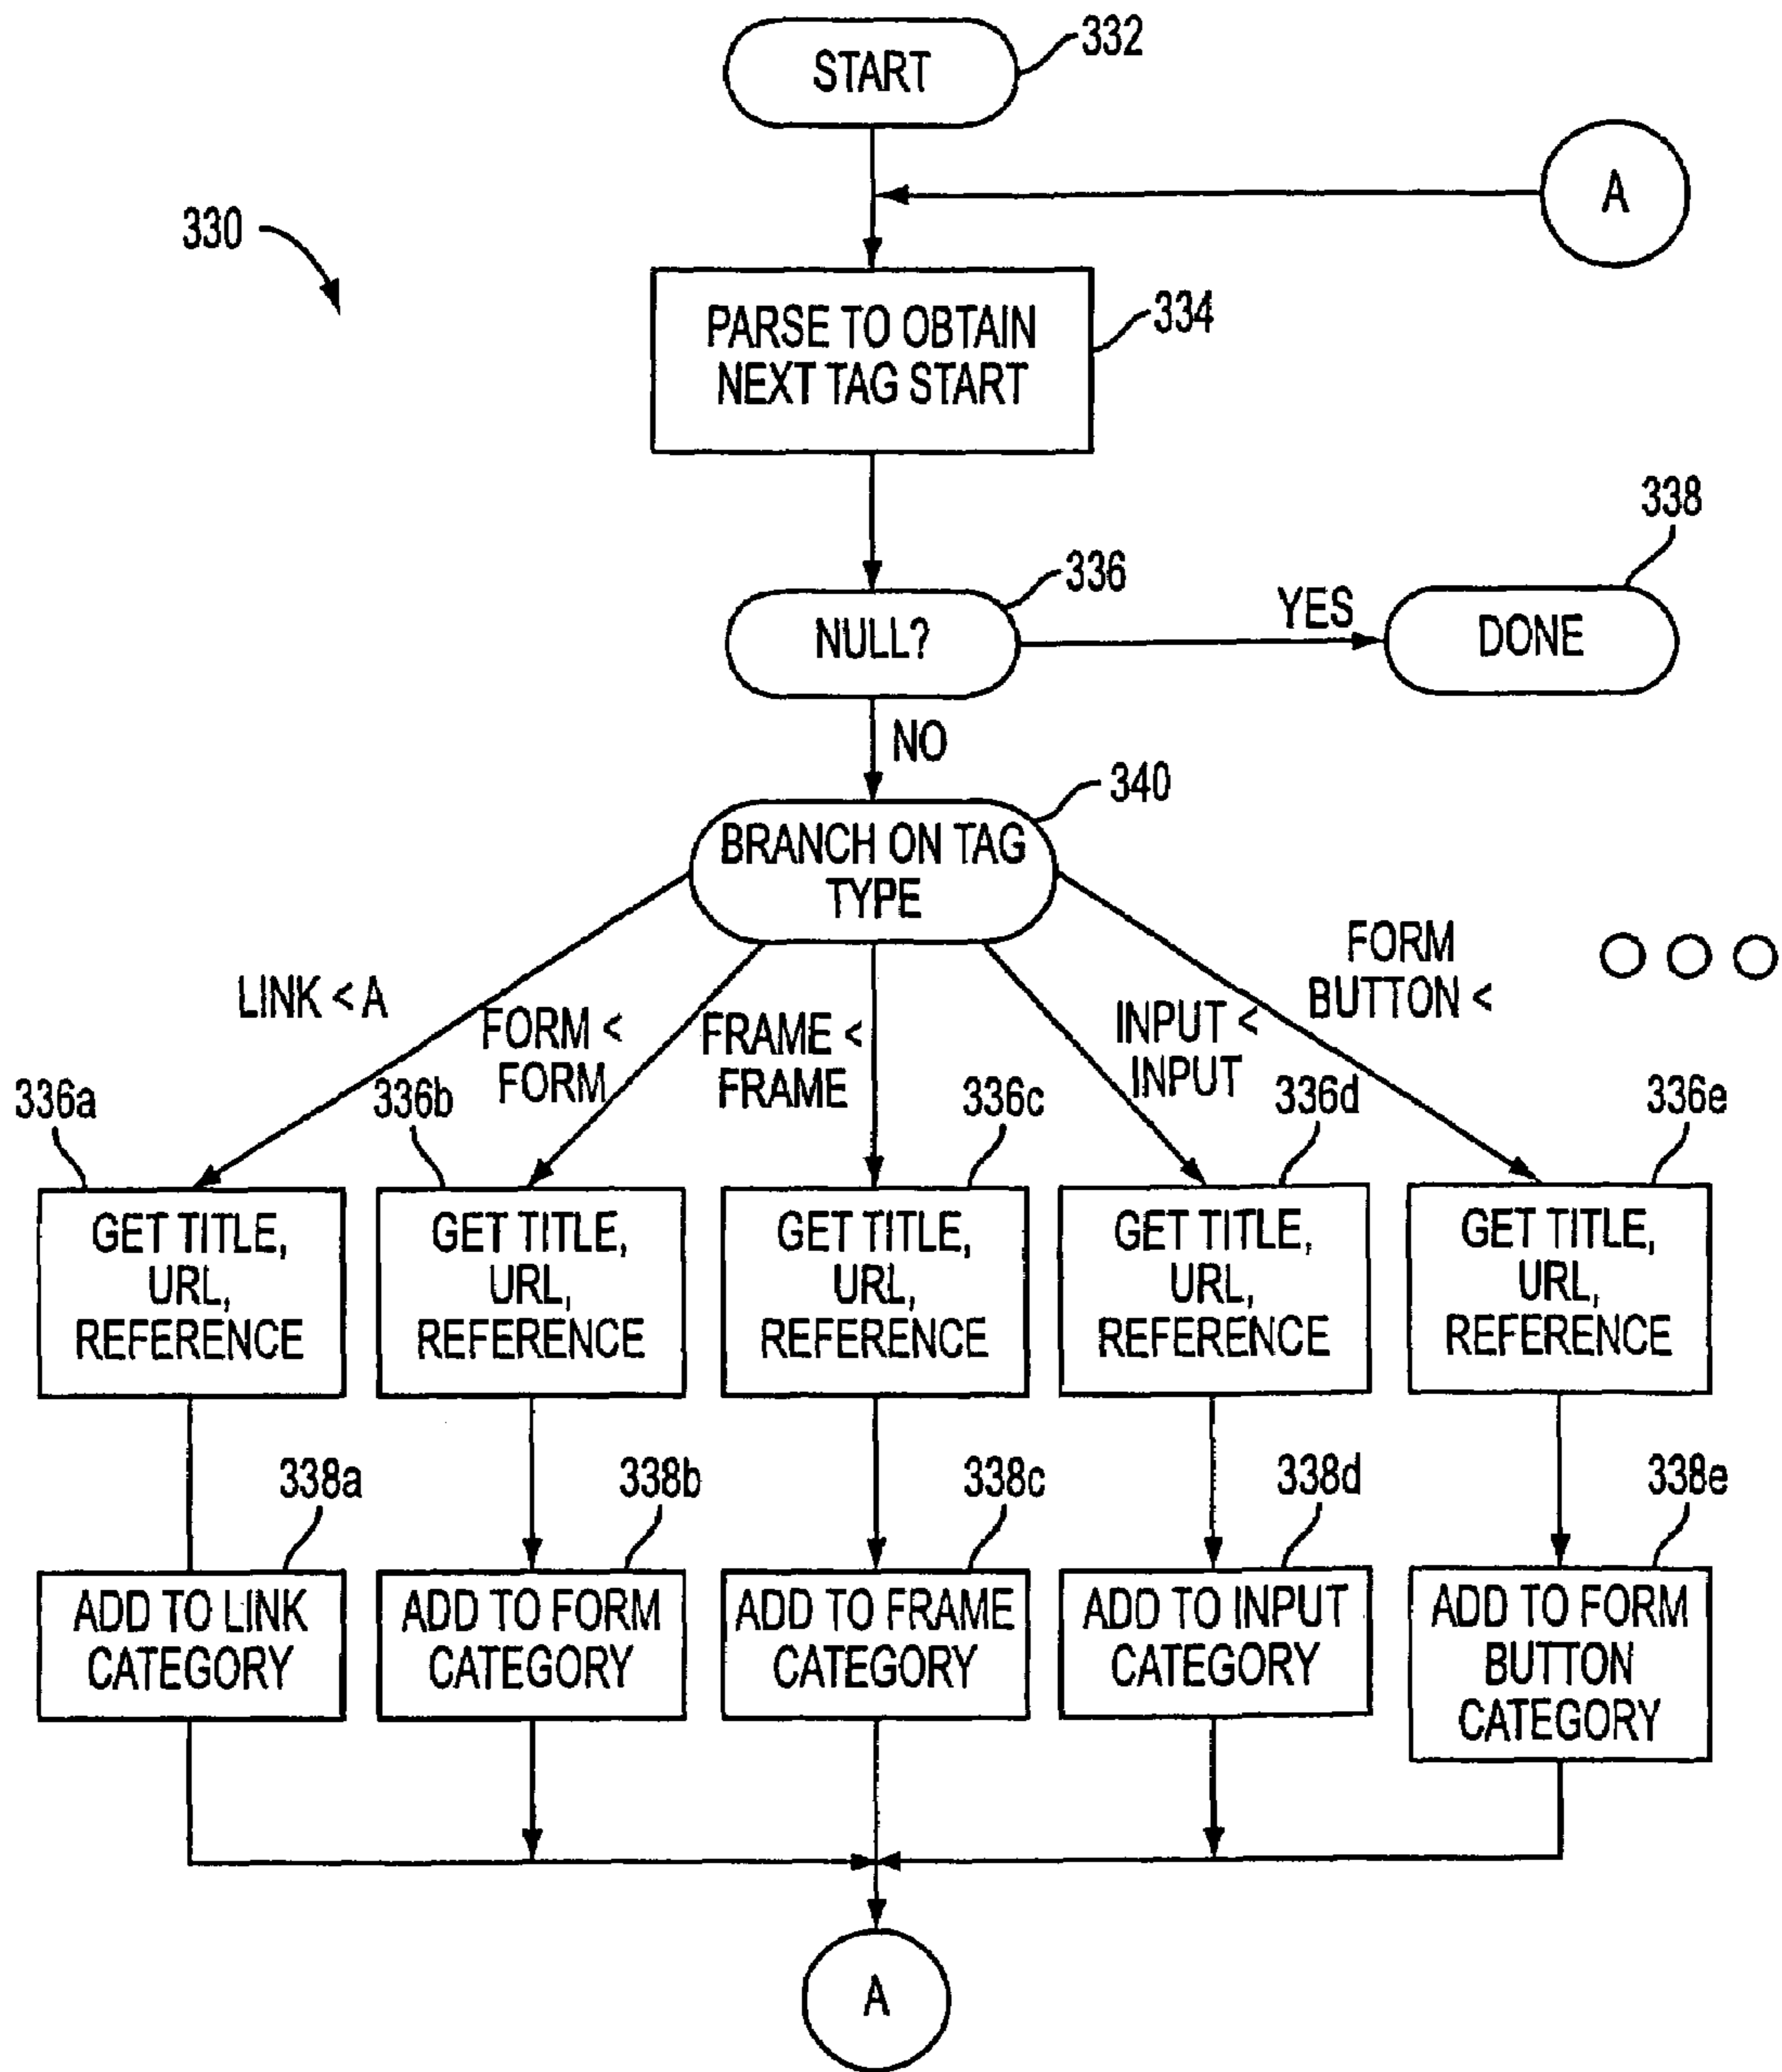 START
332
A
330
PARSE TO OBTAIN
NEXT TAG START
334
NULL?
336
YES
DONE
338
NO
BRANCH ON TAG
TYPE
340
LINK < A
FORM <
FORM
FRAME <
FRAME
INPUT <
INPUT
FORM
BUTTON <
336a
336b
336c
336d
336e
GET TITLE,
URL,
REFERENCE
GET TITLE,
URL,
REFERENCE
GET TITLE,
URL,
REFERENCE
GET TITLE,
URL,
REFERENCE
GET TITLE,
URL,
REFERENCE
338a
338b
338c
338d
338e
ADD TO LINK
CATEGORY
ADD TO FORM
CATEGORY
ADD TO FRAME
CATEGORY
ADD TO INPUT
CATEGORY
ADD TO FORM
BUTTON
CATEGORY
A